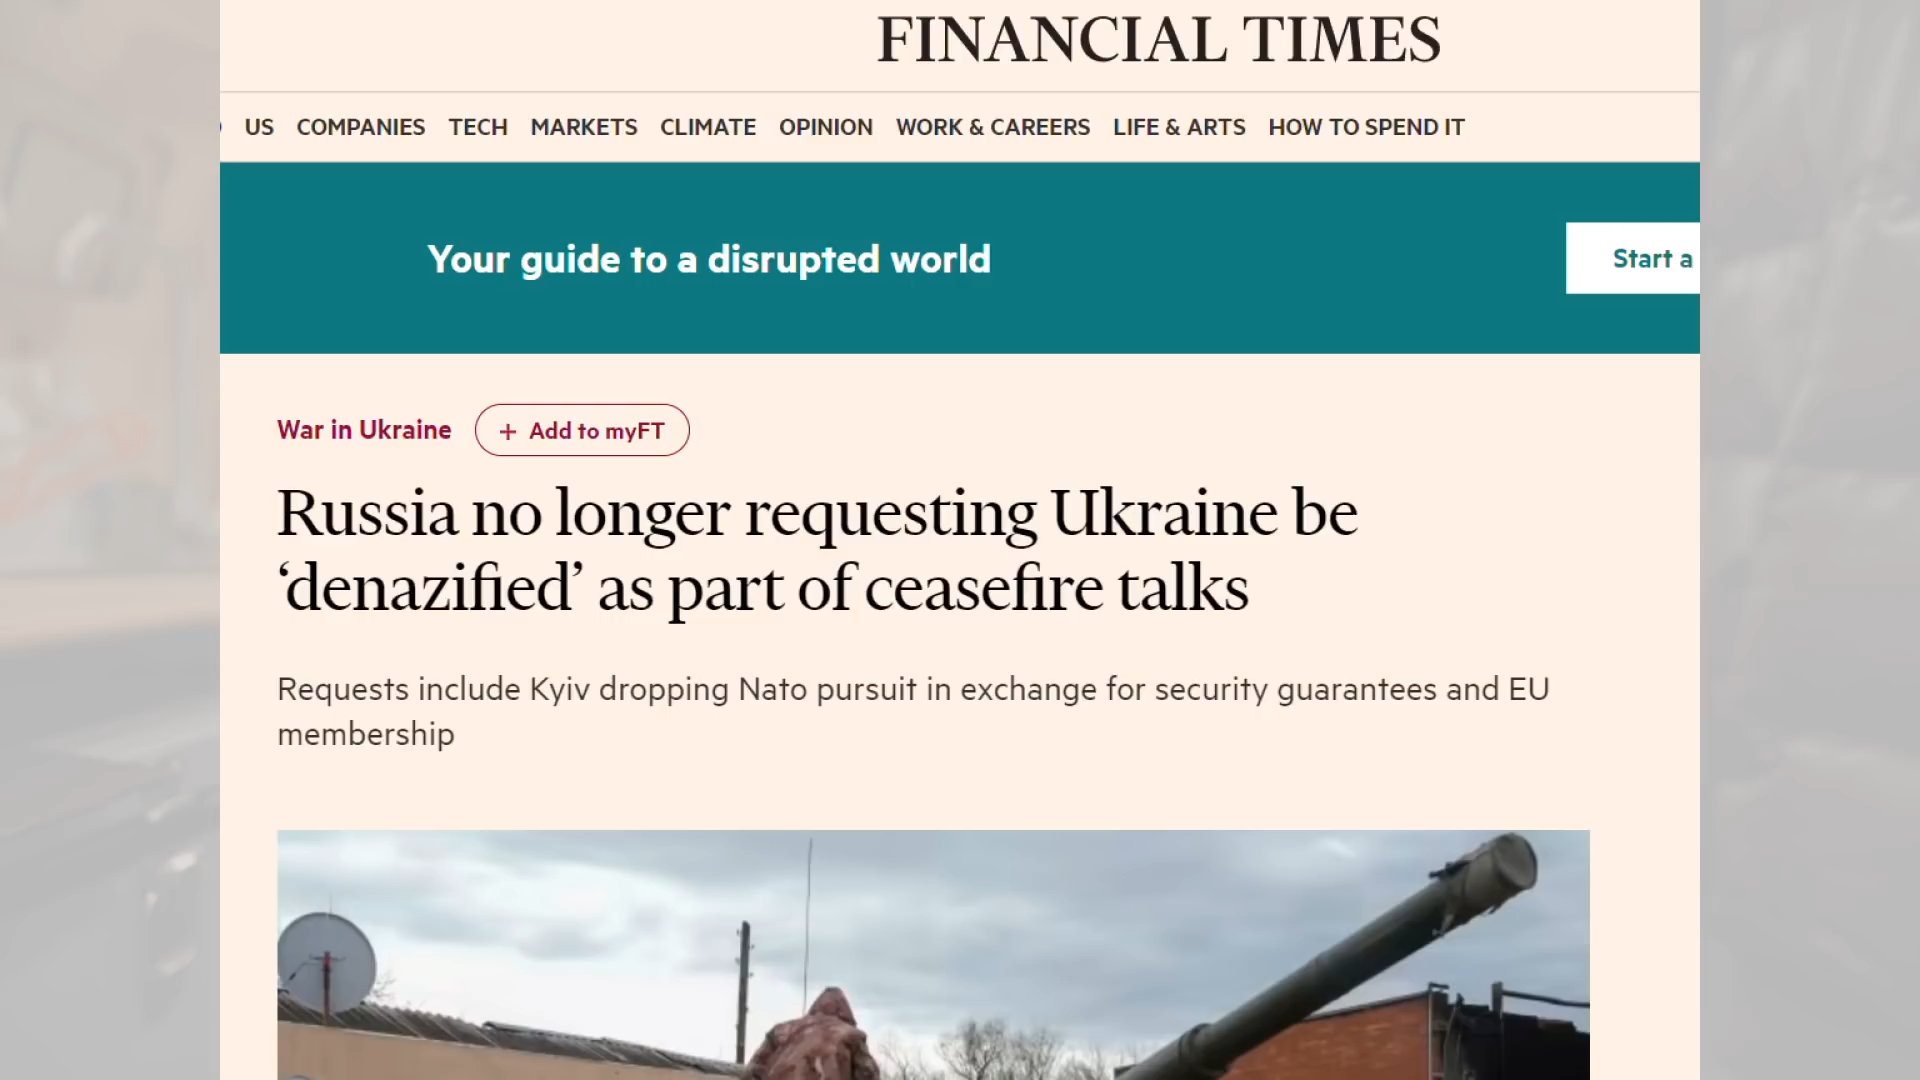 FINANCIAL TIMES
US COMPANIES TECH MARKETS CLIMATE OPINION WORK & CAREERS LIFE & ARTS HOW TO SPEND IT
Your guide to a disrupted world
Start a
War in Ukraine + Add to myFT
Russia no longer requesting Ukraine be
‘denazified’ as part of ceasefire talks
Requests include Kyiv dropping Nato pursuit in exchange for security guarantees and EU
membership